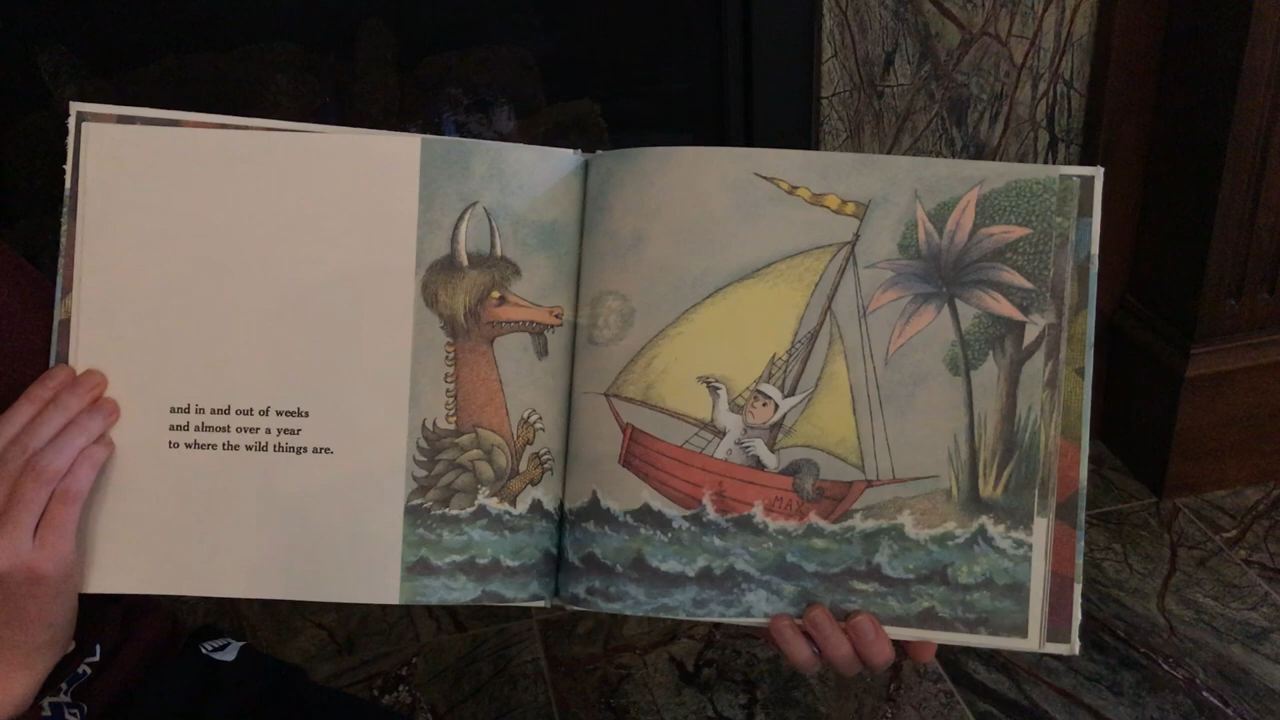 and in and out of weeks
and almost over a year
to where the wild things are.
MAX